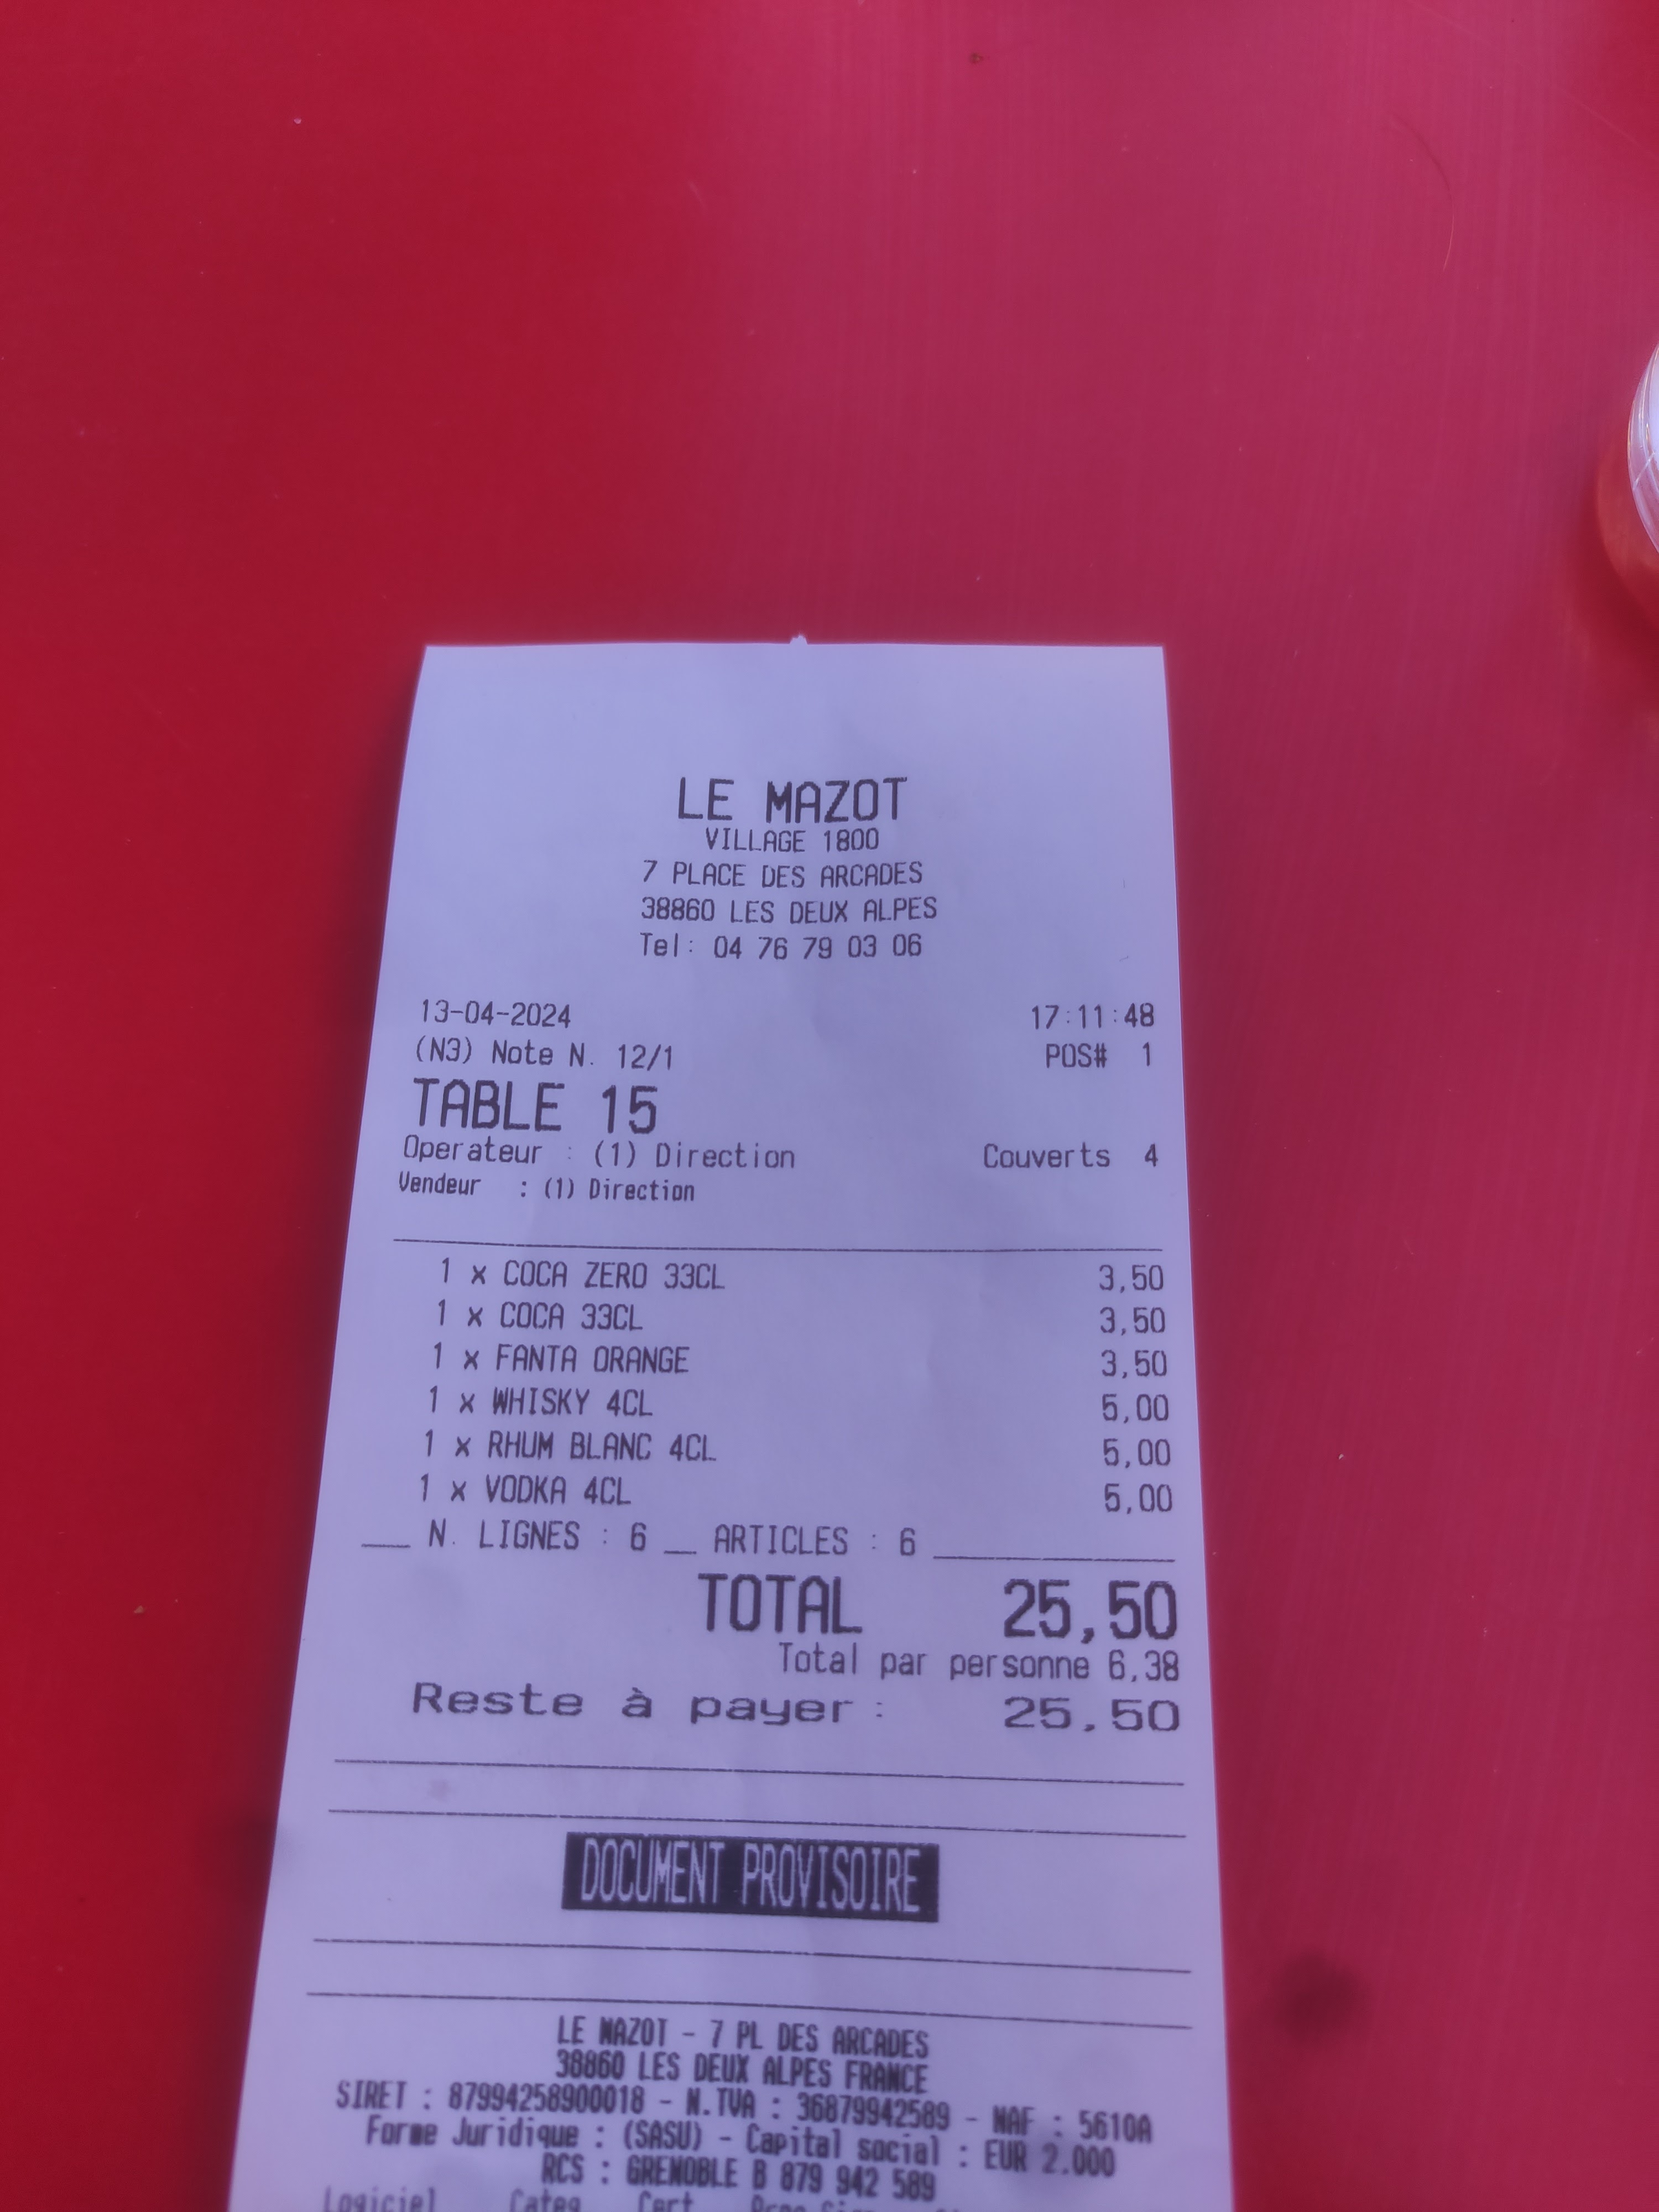 LE MAZOT
VILLAGE 1800
7 PLACE DES ARCADES
38860 LES DEUX ALPES
Tel: 04 76 79 03 06
13-04-2024 17:11:48
(N3) Note N. 12/1 POS# 1
TABLE 15
Operateur : (1) Direction Couverts 4
Vendeur : (1) Direction
1 x COCA ZERO 33CL 3,50
1 x COCA 33CL 3,50
1 x FANTA ORANGE 3,50
1 x WHISKY 4CL 5,00
1 x RHUM BLANC 4CL 5,00
1 x VODKA 4CL 5,00
N. LIGNES : 6 ARTICLES : 6
TOTAL 25,50
Total par personne 6,38
Reste à payer: 25,50
DOCUMENT PROVISOIRE
LE MAZOT - 7 PL DES ARCADES
38860 LES DEUX ALPES FRANCE
SIRET : 87994258900018 - N.TVA : 36879942589 - NAF : 5610A
Forme Juridique : (SASU) - Capital social : EUR 2.000
RCS : GRENOBLE B 879 942 589
Logiciel Categ Cert